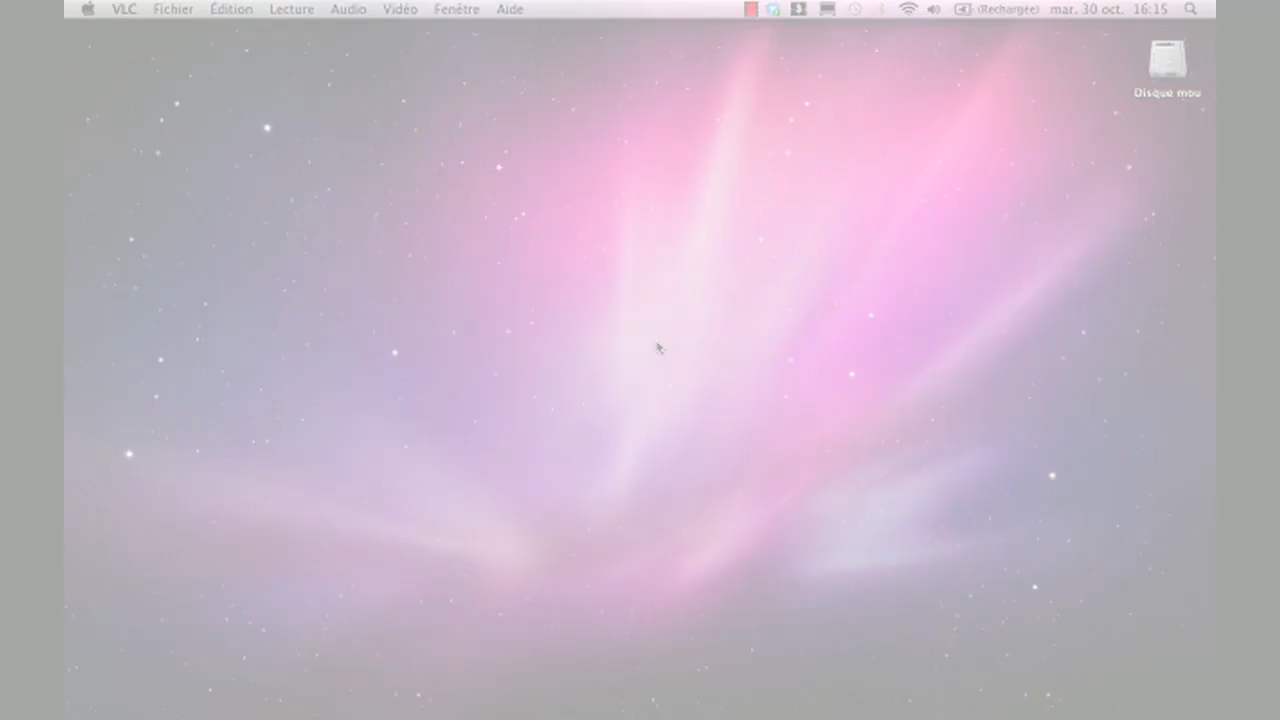 VLC Fichier Édition Lecture Audio Vidéo Fenêtre Aide (Rechargée) mar. 30 oct. 16:15
Disque mou